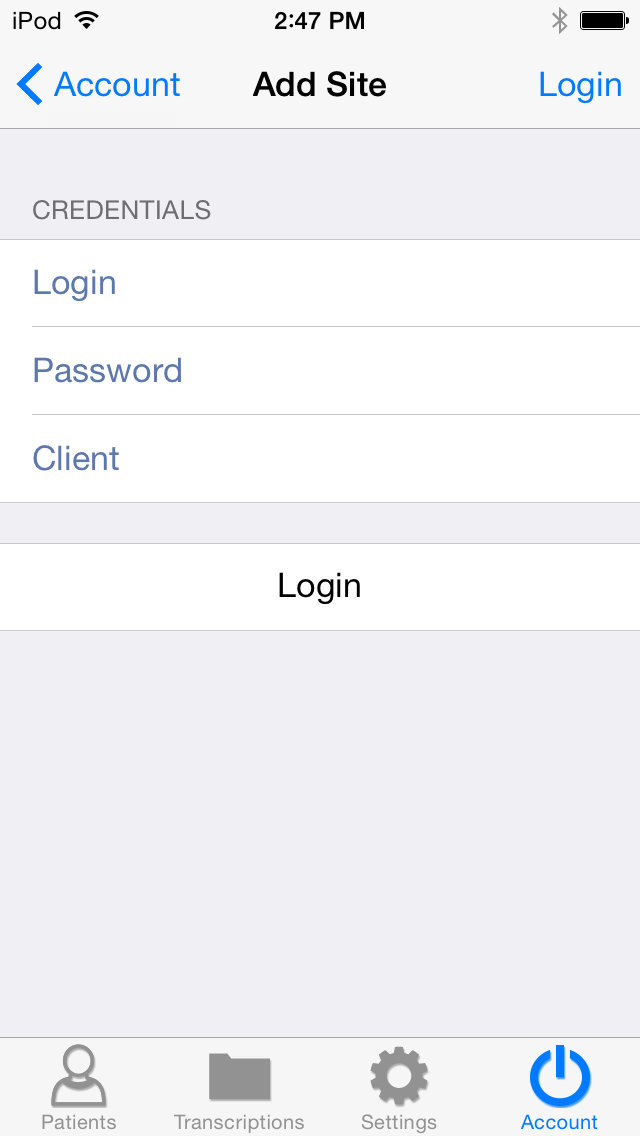 iPod 2:47 PM
Account Add Site Login
CREDENTIALS
Login
Password
Client
Login
Patients Transcriptions Settings Account